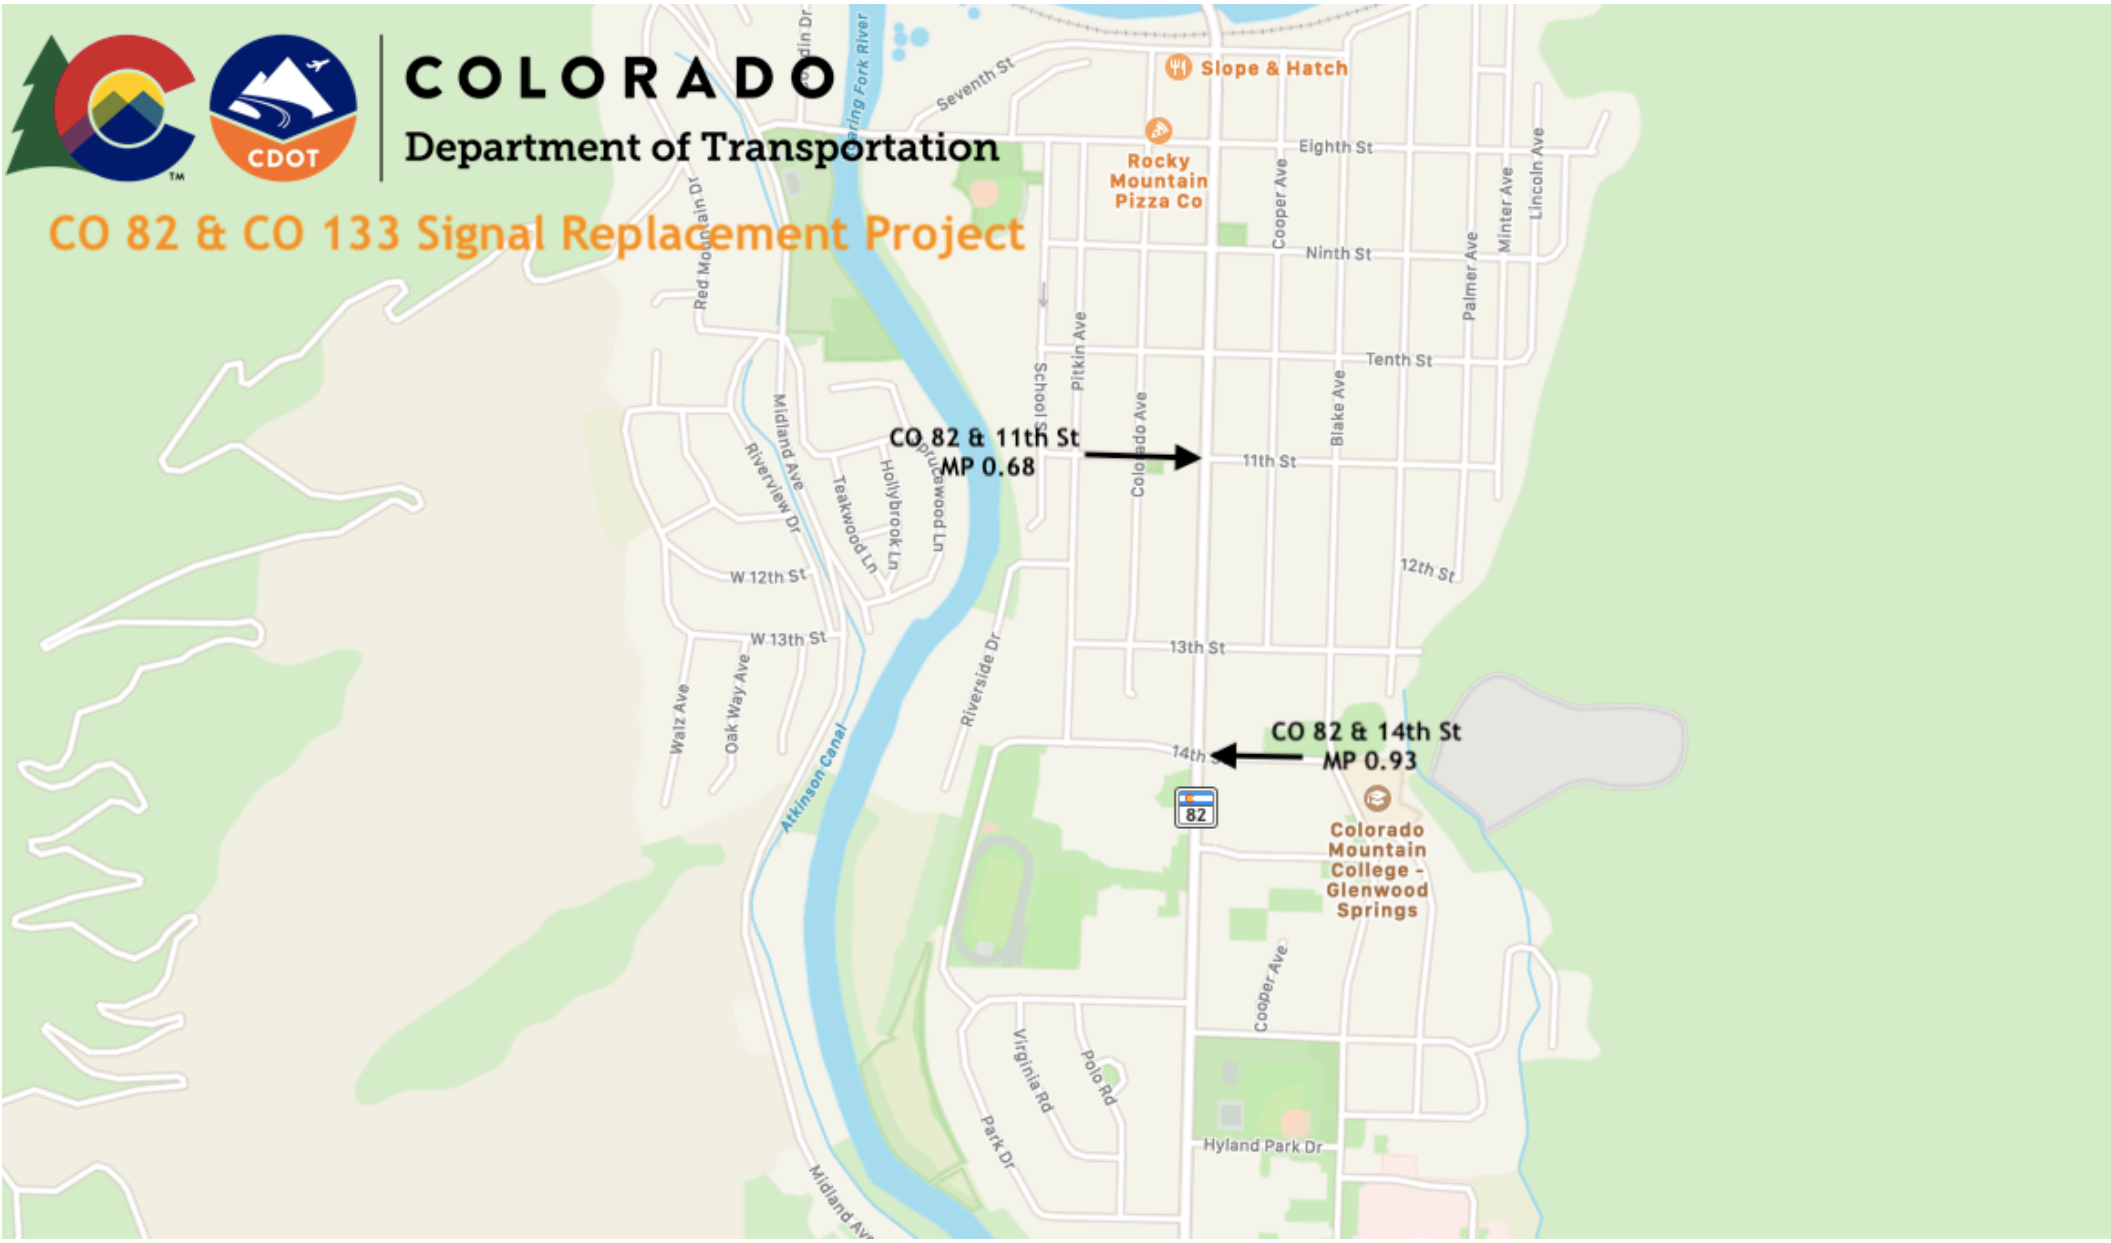 COLORADO
Department of Transportation
CDOT
TM
CO 82 & CO 133 Signal Replacement Project
Seventh St
Slope & Hatch
Eighth St
Rocky
Mountain
Pizza Co
Cooper Ave
Lincoln Ave
Minter Ave
Palmer Ave
Red Mountain Dr
Ninth St
Tenth St
Pitkin Ave
School
Colorado Ave
Blake Ave
Midland Ave
Riverview Dr
Teakwood Ln
Hollybrook Ln
CO 82 & 11th St
MP 0.68
11th St
12th St
W 12th St
W 13th St
13th St
Walz Ave
Oak Way Ave
Riverside Dr
Atkinson Canal
14th
CO 82 & 14th St
MP 0.93
82
Colorado
Mountain
College -
Glenwood
Springs
Cooper Ave
Virginia Rd
Polo Rd
Park Dr
Hyland Park Dr
Midland Ave
Fork River